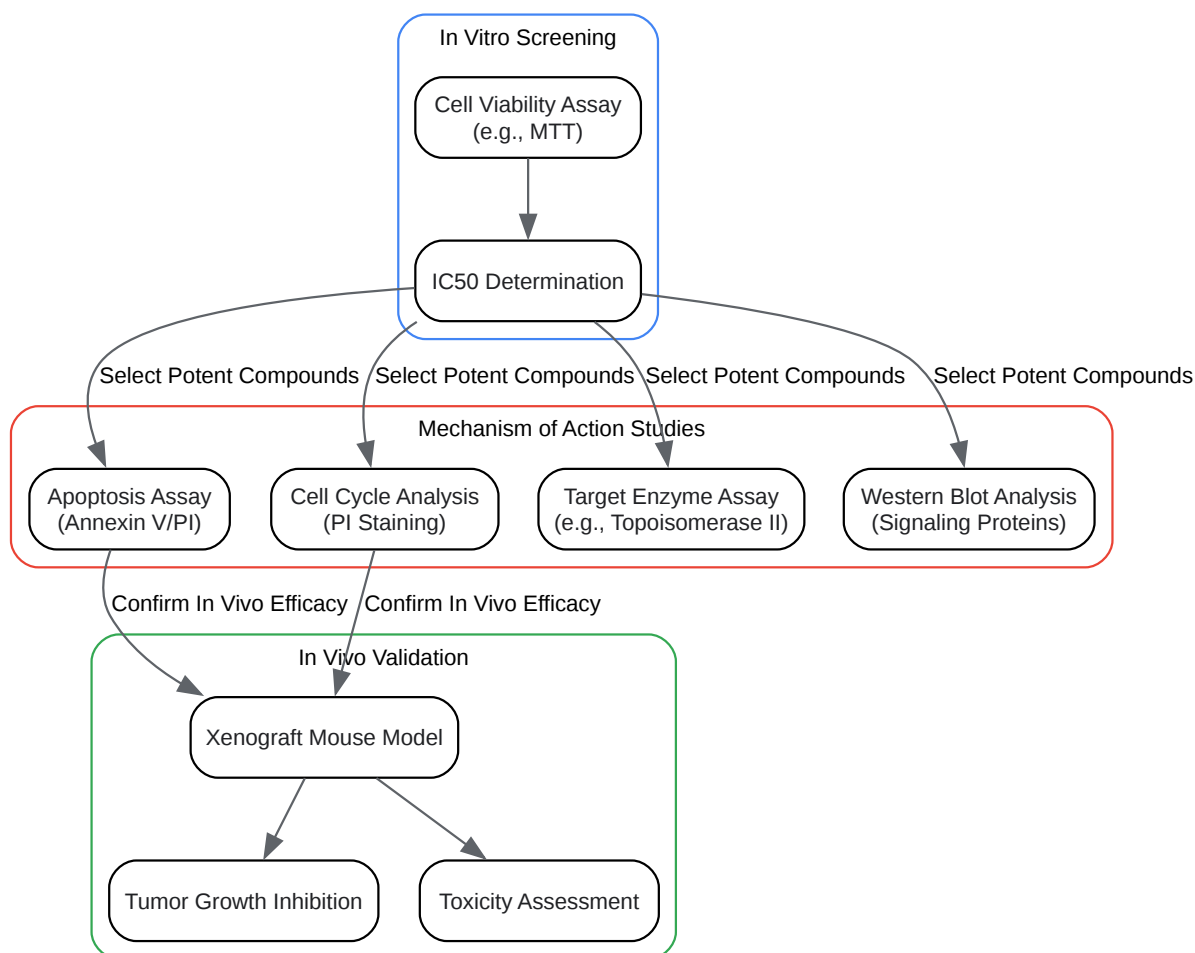 In Vitro Screening
Cell Viability Assay
(e.g., MTT)
IC50 Determination
Select Potent Compounds
Select Potent Compounds
Select Potent Compounds
Select Potent Compounds
Mechanism of Action Studies
Apoptosis Assay
(Annexin V/PI)
Cell Cycle Analysis
(PI Staining)
Target Enzyme Assay
(e.g., Topoisomerase II)
Western Blot Analysis
(Signaling Proteins)
Confirm In Vivo Efficacy
Confirm In Vivo Efficacy
In Vivo Validation
Xenograft Mouse Model
Tumor Growth Inhibition
Toxicity Assessment